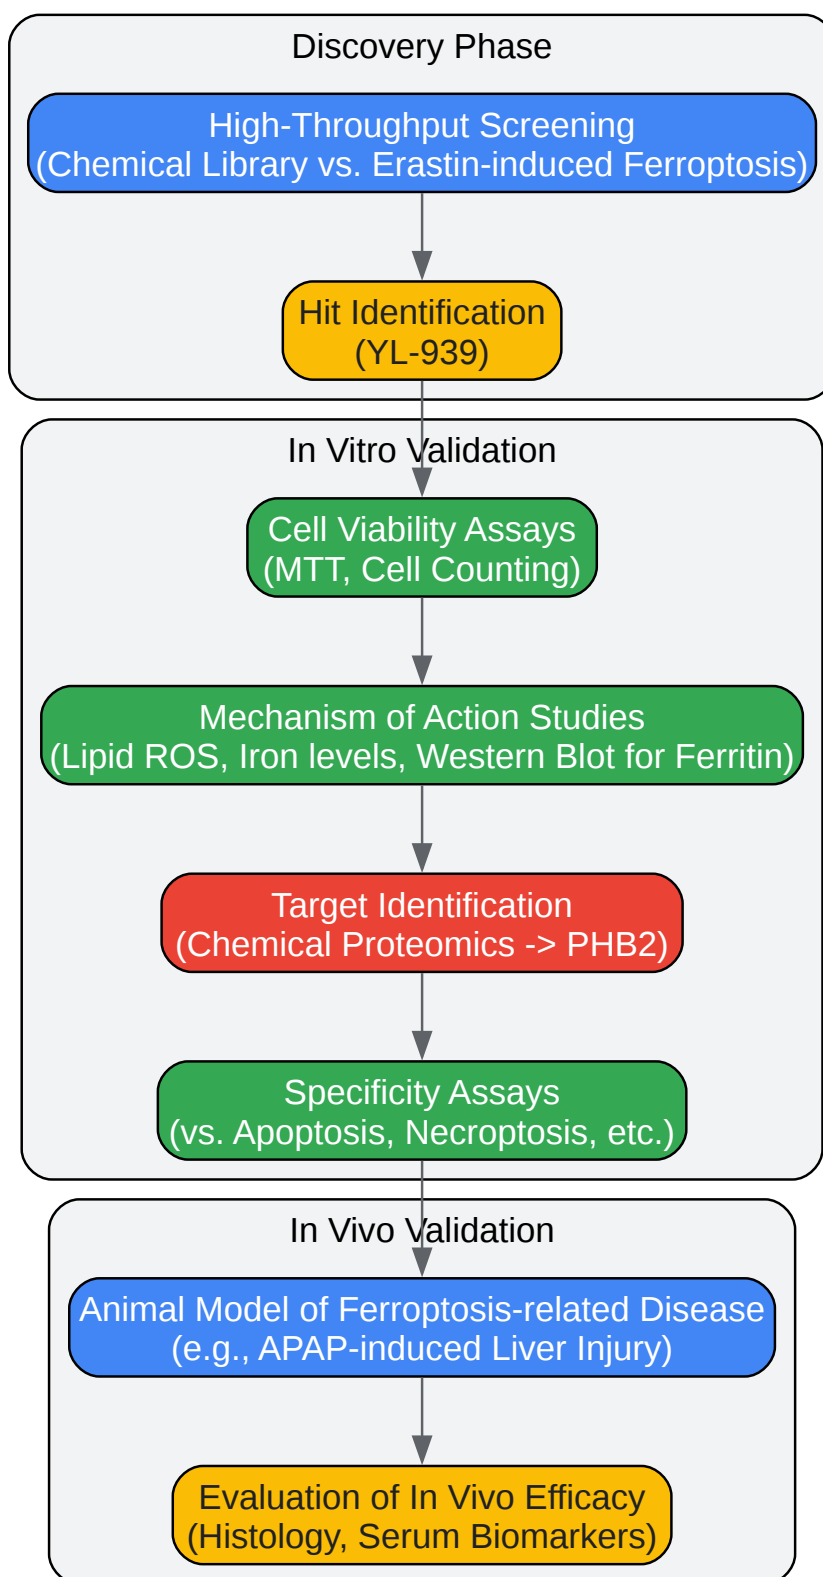 Discovery Phase
High-Throughput Screening
(Chemical Library vs. Erastin-induced Ferroptosis)
Hit Identification
(YL-939)
In Vitro Validation
Cell Viability Assays
(MTT, Cell Counting)
Mechanism of Action Studies
(Lipid ROS, Iron levels, Western Blot for Ferritin)
Target Identification
(Chemical Proteomics -> PHB2)
Specificity Assays
(vs. Apoptosis, Necroptosis, etc.)
In Vivo Validation
Animal Model of Ferroptosis-related Disease
(e.g., APAP-induced Liver Injury)
Evaluation of In Vivo Efficacy
(Histology, Serum Biomarkers)